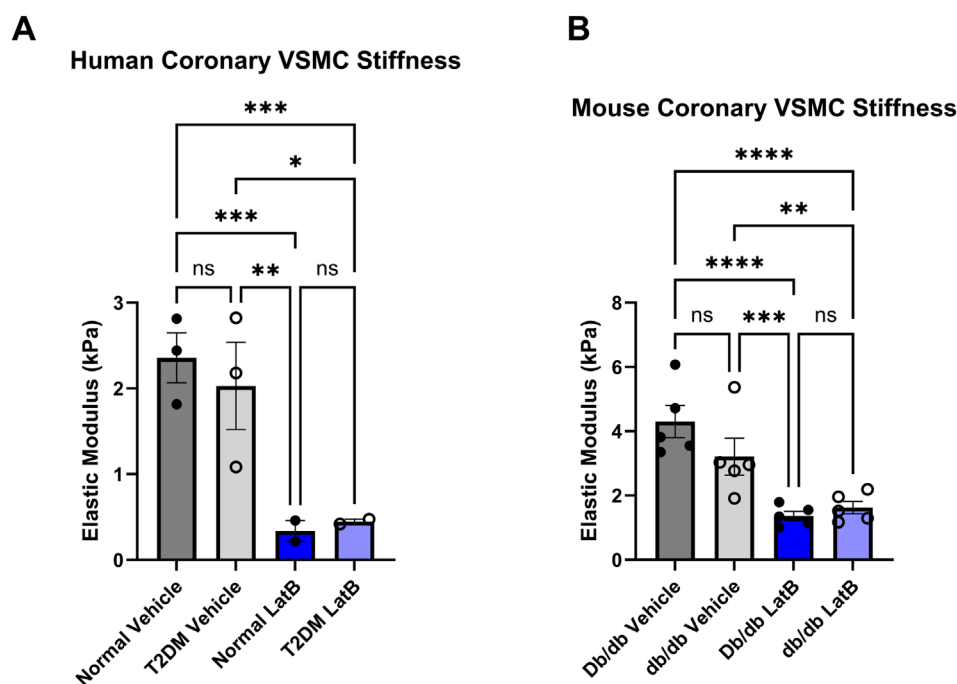 A
Human Coronary VSMC Stiffness
***
*
***
ns
**
ns
Elastic Modulus (kPa)
3
2
1
0
Normal Vehicle
T2DM Vehicle
Normal LatB
T2DM LatB
B
Mouse Coronary VSMC Stiffness
****
**
****
ns
***
ns
Elastic Modulus (kPa)
8
6
4
2
0
Db/db Vehicle
db/db Vehicle
Db/db LatB
db/db LatB